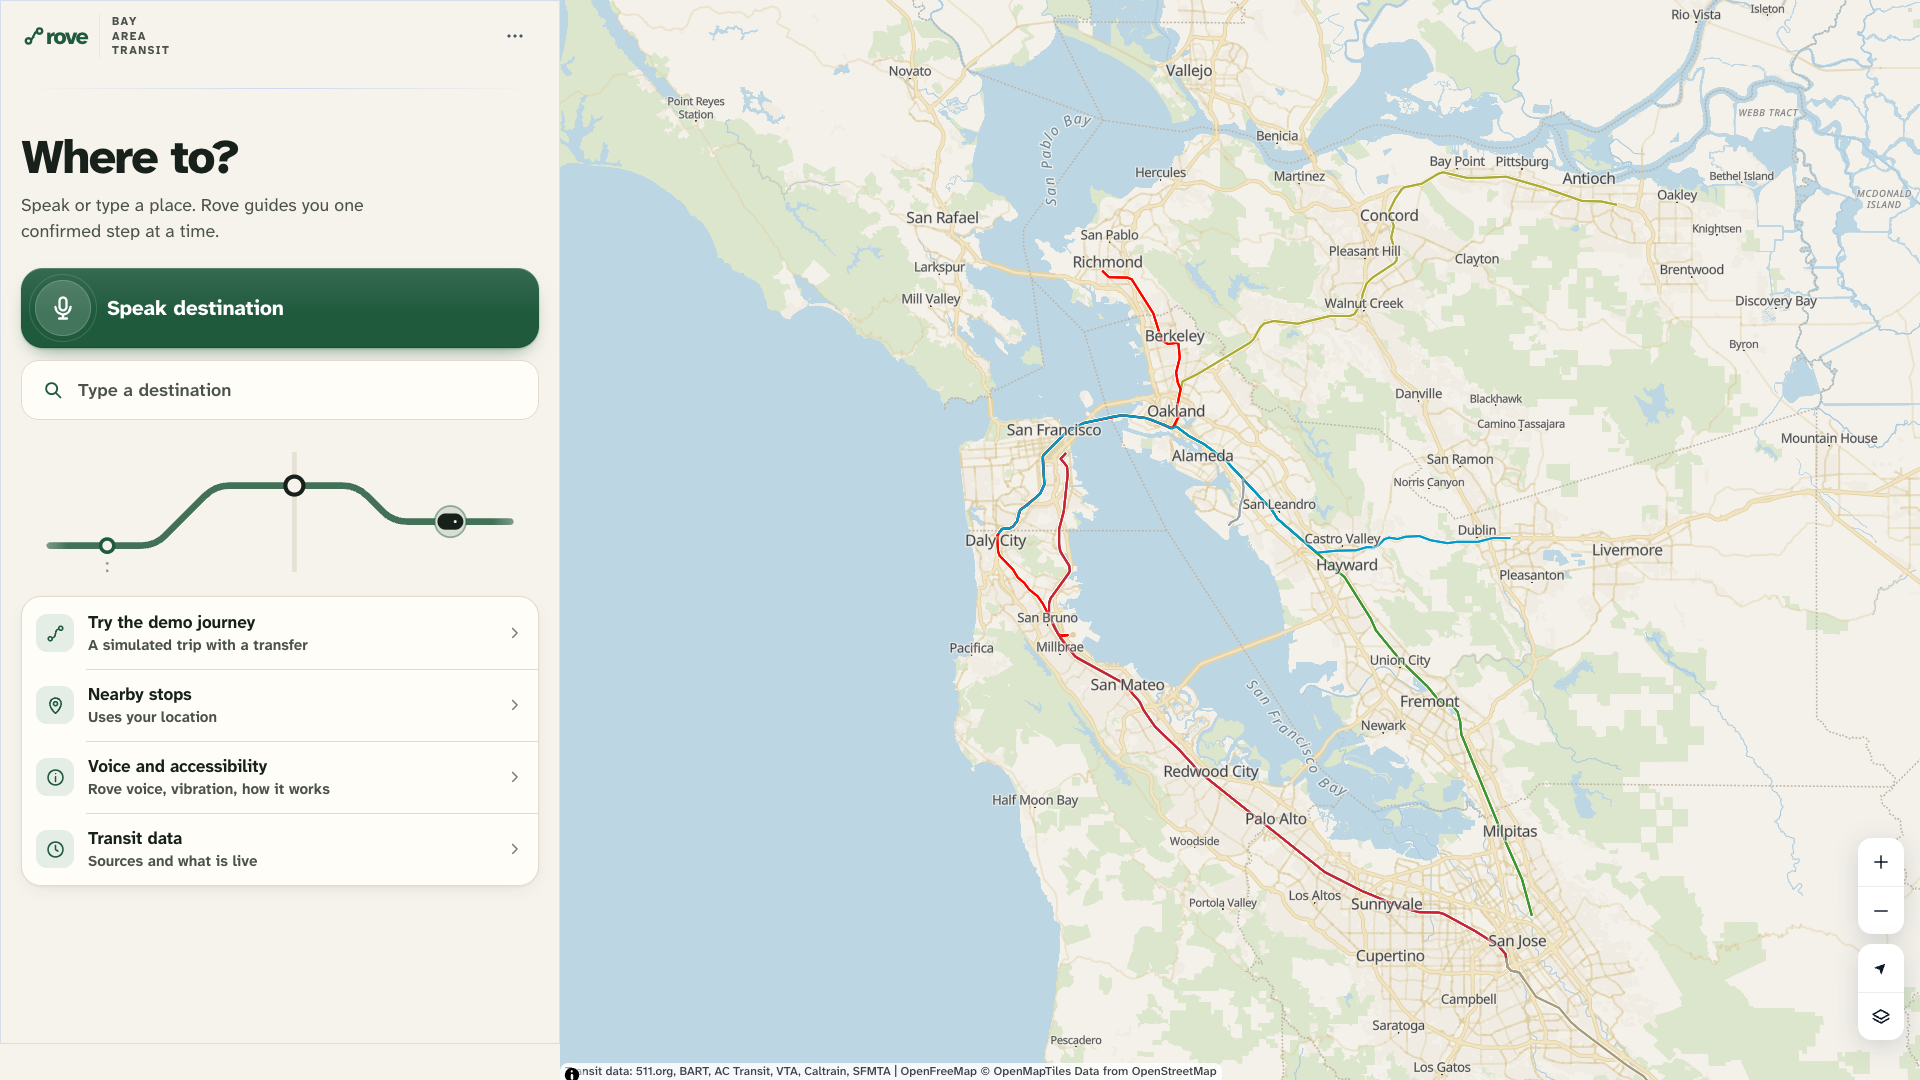 rove
BAY
AREA
TRANSIT
Where to?
Speak or type a place. Rove guides you one
confirmed step at a time.
Speak destination
Type a destination
Try the demo journey
A simulated trip with a transfer
Nearby stops
Uses your location
Voice and accessibility
Rove voice, vibration, how it works
Transit data
Sources and what is live
Rio Vista
Isleton
Novato
Vallejo
Point Reyes
Station
WEBB TRACT
San Pablo Bay
Benicia
Hercules
Martinez
Bay Point
Pittsburg
Antioch
Bethel Island
Oakley
MCDONALD
ISLAND
San Rafael
Concord
San Pablo
Knightsen
Pleasant Hill
Clayton
Richmond
Larkspur
Brentwood
Mill Valley
Walnut Creek
Discovery Bay
Berkeley
Byron
Danville
Blackhawk
Oakland
Camino Tassajara
San Francisco
Mountain House
Alameda
San Ramon
Norris Canyon
San Leandro
Dublin
Daly City
Castro Valley
Livermore
Hayward
Pleasanton
San Bruno
Pacifica
Millbrae
Union City
San Mateo
Fremont
San Francisco Bay
Newark
Redwood City
Half Moon Bay
Palo Alto
Milpitas
Woodside
Los Altos
Portola Valley
Sunnyvale
San Jose
Cupertino
Campbell
Saratoga
Pescadero
Los Gatos
nsit data: 511.org, BART, AC Transit, VTA, Caltrain, SFMTA | OpenFreeMap © OpenMapTiles Data from OpenStreetMap